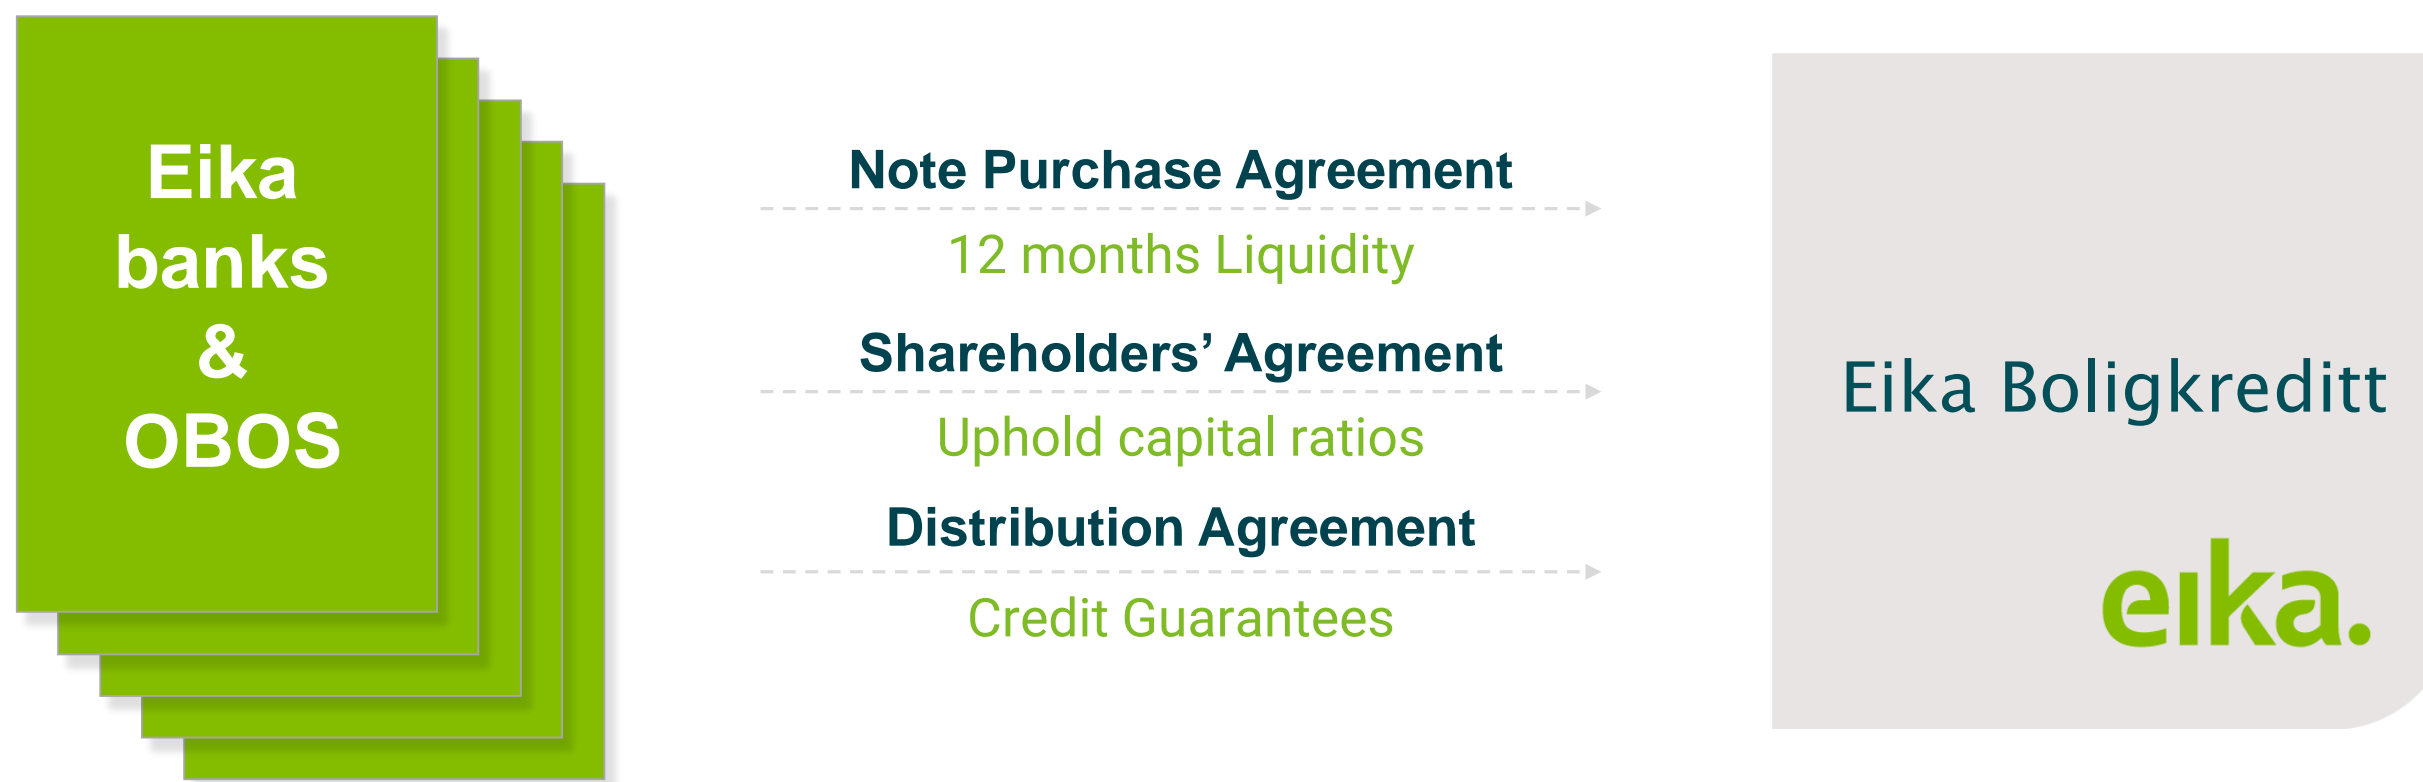 Eika
banks
&
OBOS
Note Purchase Agreement
12 months Liquidity
Shareholders’ Agreement
Uphold capital ratios
Distribution Agreement
Credit Guarantees
Eika Boligkreditt
eika.